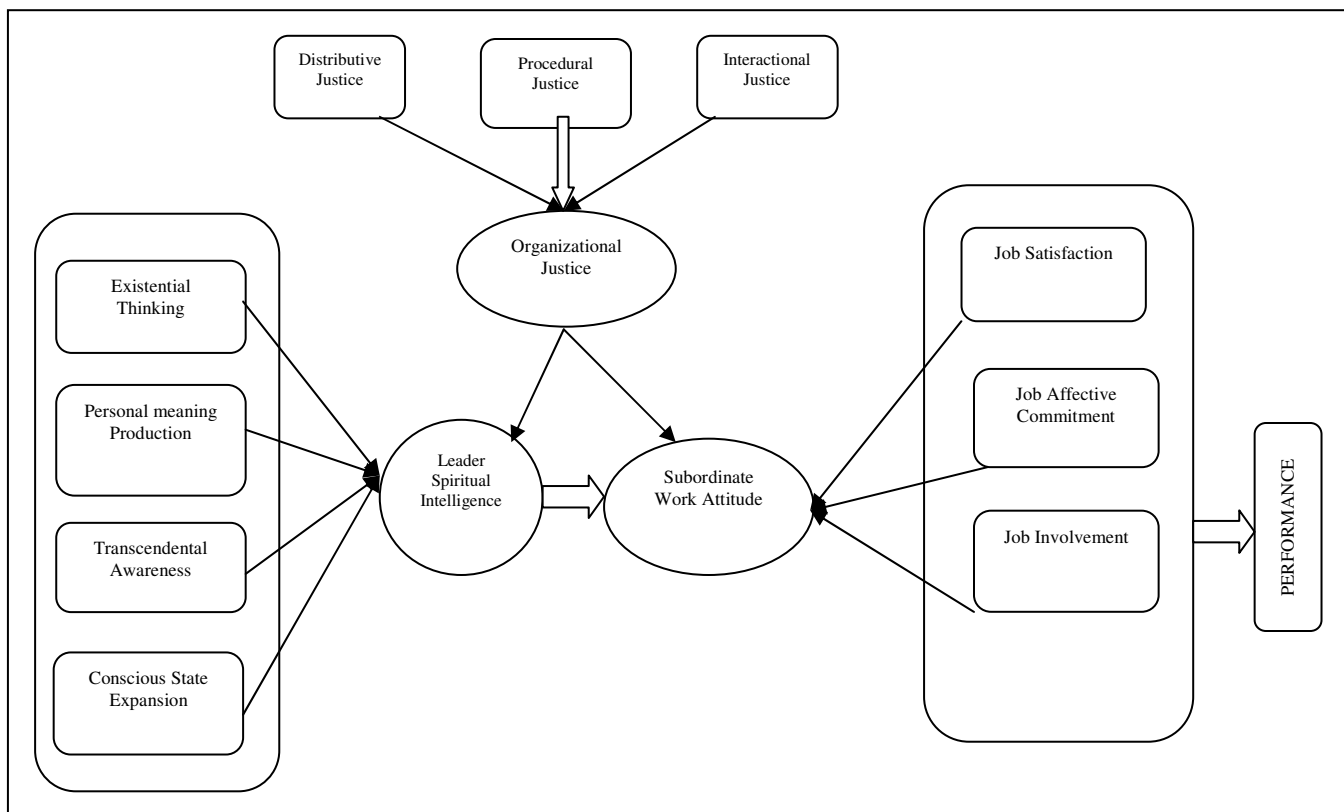 Distributive
Justice
Procedural
Justice
Interactional
Justice
Organizational
Justice
Existential
Thinking
Personal meaning
Production
Transcendental
Awareness
Conscious State
Expansion
Leader
Spiritual
Intelligence
Subordinate
Work Attitude
Job Satisfaction
Job Affective
Commitment
Job Involvement
PERFORMANCE